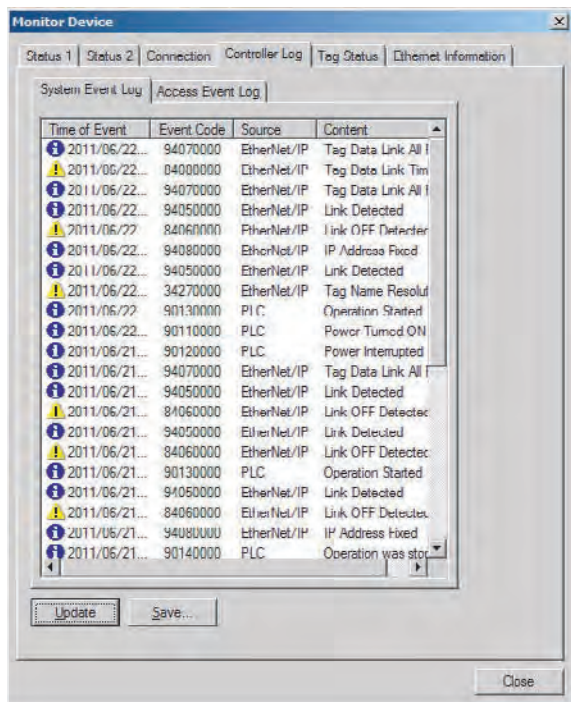 Monitor Device
Status 1 Status 2 Connection Controller Log Tag Status Ethernet Information
System Event Log Access Event Log
Time of Event Event Code Source Content
2011/06/22... 94070000 EtherNet/IP Tag Data Link All
2011/06/22... 84080000 EtherNet/IP Tag Data Link Tim
2011/06/22... 94070000 EtherNet/IP Tag Data Link All
2011/06/22... 94050000 EtherNet/IP Link Detected
2011/06/22 84060000 EtherNet/IP Link OFF Detected
2011/06/22... 94080000 EtherNet/IP IP Address Fixed
2011/06/22... 94050000 EtherNet/IP Link Detected
2011/06/22... 34270000 EtherNet/IP Tag Name Resolut
2011/06/22 90130000 PLC Operation Started
2011/06/22... 90110000 PLC Power Turned ON
2011/06/21... 90120000 PLC Power Interrupted
2011/06/21... 94070000 EtherNet/IP Tag Data Link All
2011/06/21... 94050000 EtherNet/IP Link Detected
2011/06/21... 84060000 EtherNet/IP Link OFF Detected
2011/06/21... 94050000 EtherNet/IP Link Detected
2011/06/21... 84060000 EtherNet/IP Link OFF Detected
2011/06/21... 90130000 PLC Operation Started
2011/06/21... 94050000 EtherNet/IP Link Detected
2011/06/21... 84060000 EtherNet/IP Link OFF Detected
2011/06/21... 94080000 EtherNet/IP IP Address Fixed
2011/06/21... 90140000 PLC Operation was stop
Update Save...
Close